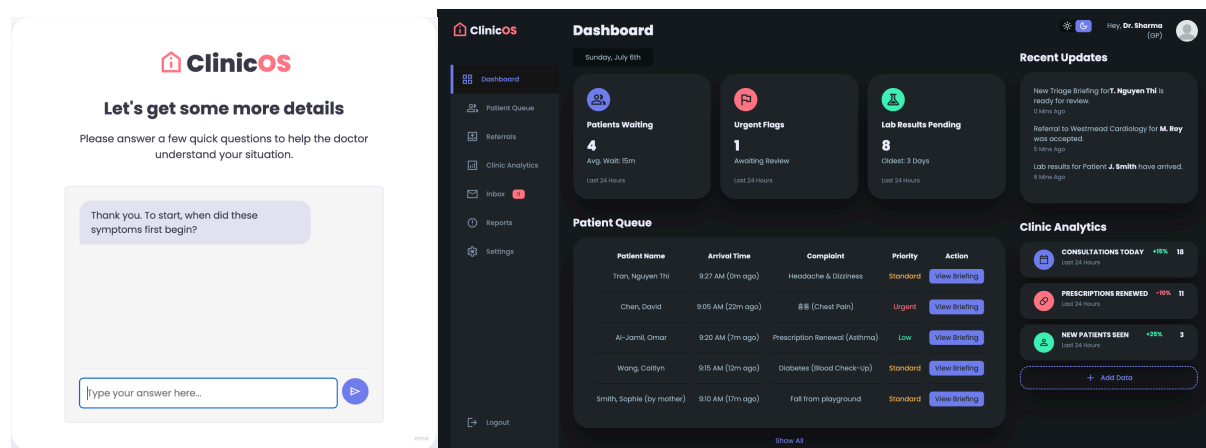 ClinicOS
Let's get some more details
Please answer a few quick questions to help the doctor
understand your situation.
Thank you. To start, when did these
symptoms first begin?
Type your answer here...
ClinicOS
Dashboard
Patient Queue
Referrals
Clinic Analytics
Inbox
Reports
Settings
Logout
Dashboard
Hey, Dr. Sharma
(GP)
Sunday, July 6th
Patients Waiting
4
Avg. Wait: 15m
Last 24 Hours
Urgent Flags
1
Awaiting Review
Last 24 Hours
Lab Results Pending
8
Oldest: 3 Days
Last 24 Hours
Patient Queue
Patient Name Arrival Time Complaint Priority Action
Tran, Nguyen Thi 9:27 AM (0m ago) Headache & Dizziness Standard View Briefing
Chen, David 9:05 AM (22m ago) (Chest Pain) Urgent View Briefing
Al-Jamil, Omar 9:20 AM (7m ago) Prescription Renewal (Asthma) Low View Briefing
Wang, Caitlyn 9:15 AM (12m ago) Diabetes (Blood Check-Up) Standard View Briefing
Smith, Sophie (by mother) 9:10 AM (17m ago) Fall from playground Standard View Briefing
Show All
Recent Updates
New Triage Briefing forT. Nguyen Thi is
ready for review.
0 Mins Ago
Referral to Westmead Cardiology for M. Roy
was accepted.
5 Mins Ago
Lab results for Patient J. Smith have arrived.
6 Mins Ago
Clinic Analytics
CONSULTATIONS TODAY +15% 18
Last 24 Hours
PRESCRIPTIONS RENEWED -10% 11
Last 24 Hours
NEW PATIENTS SEEN +25% 3
Last 24 Hours
Add Data